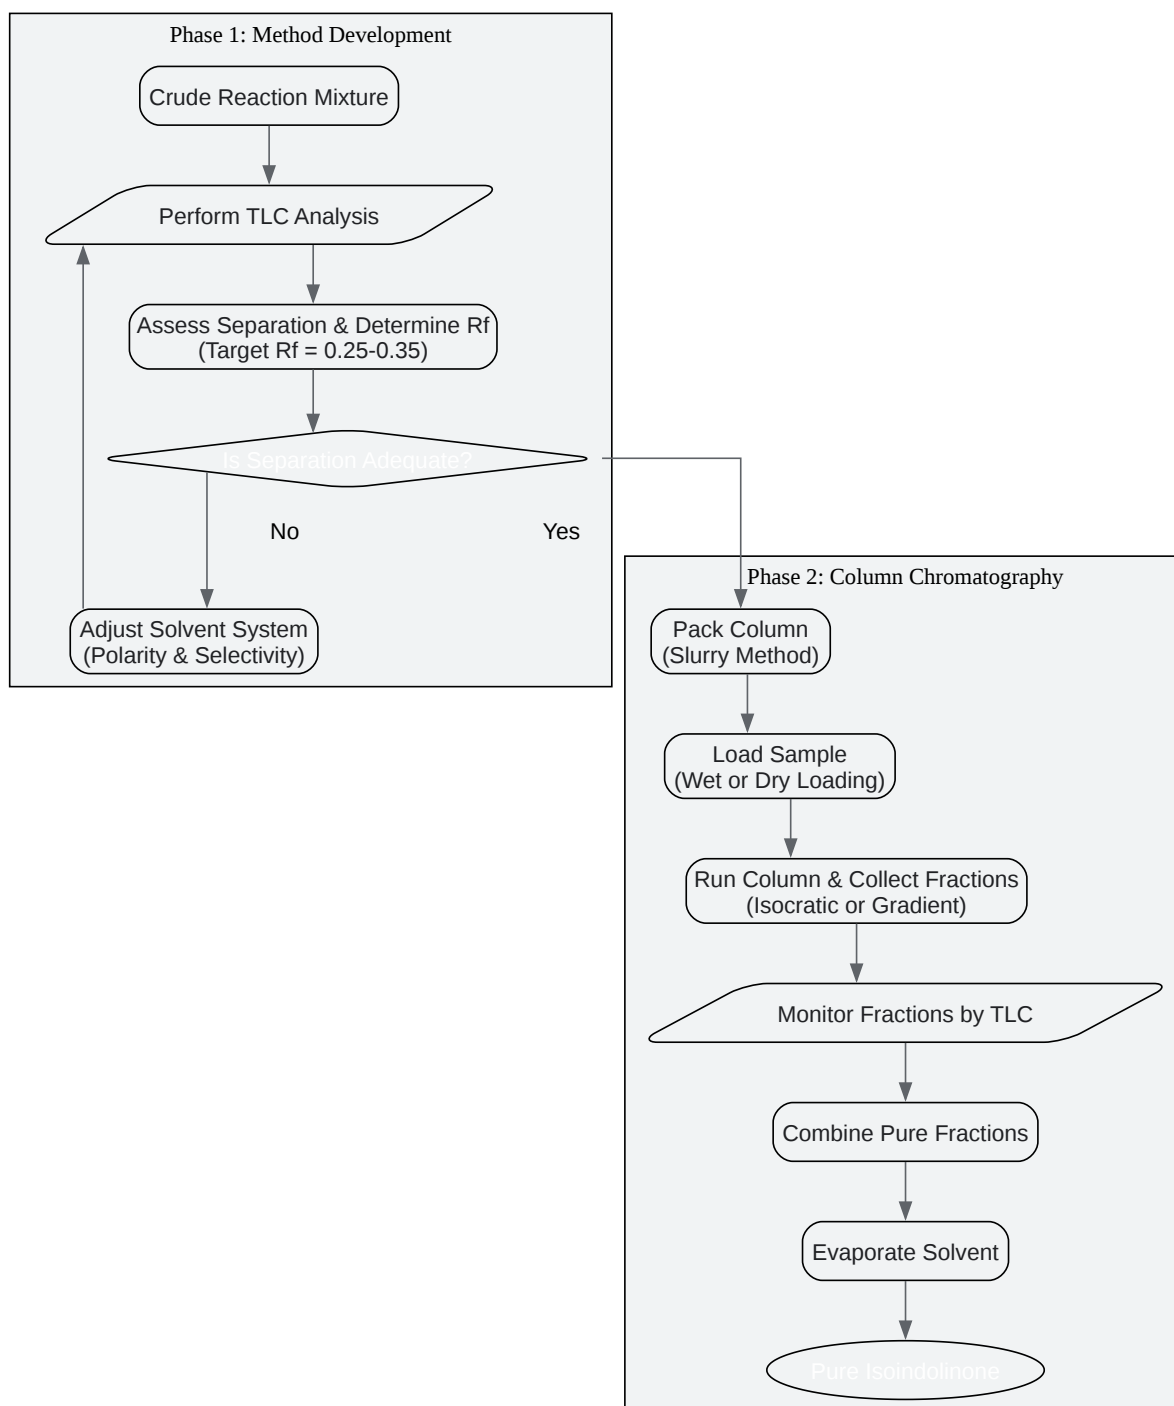 Phase 1: Method Development
Crude Reaction Mixture
Perform TLC Analysis
Assess Separation & Determine Rf
(Target Rf = 0.25-0.35)
Is Separation Adequate?
No
Yes
Adjust Solvent System
(Polarity & Selectivity)
Phase 2: Column Chromatography
Pack Column
(Slurry Method)
Load Sample
(Wet or Dry Loading)
Run Column & Collect Fractions
(Isocratic or Gradient)
Monitor Fractions by TLC
Combine Pure Fractions
Evaporate Solvent
Pure Isoindolinone